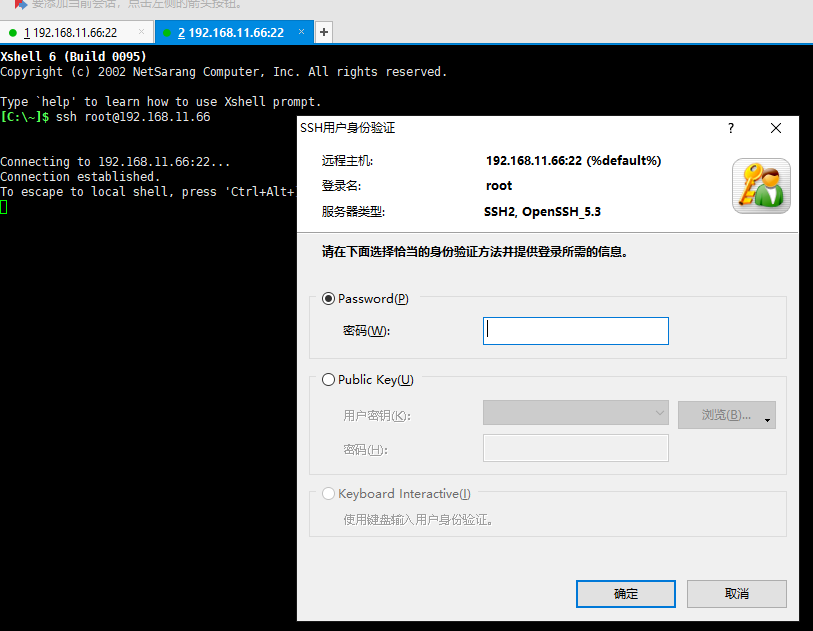 要添加当前会话，点击左侧的箭头按钮。
1 192.168.11.66:22 × 2 192.168.11.66:22 × +
Xshell 6 (Build 0095)
Copyright (c) 2002 NetSarang Computer, Inc. All rights reserved.
Type `help' to learn how to use Xshell prompt.
[C:\~]$ ssh root@192.168.11.66
Connecting to 192.168.11.66:22...
Connection established.
To escape to local shell, press 'Ctrl+Alt+
SSH用户身份验证 ? ×
远程主机: 192.168.11.66:22 (%default%)
登录名: root
服务器类型: SSH2, OpenSSH_5.3
请在下面选择恰当的身份验证方法并提供登录所需的信息。
Password(P)
密码(W):
Public Key(U)
用户密钥(K): 浏览(B)...
密码(H):
Keyboard Interactive(I)
使用键盘输入用户身份验证。
确定 取消